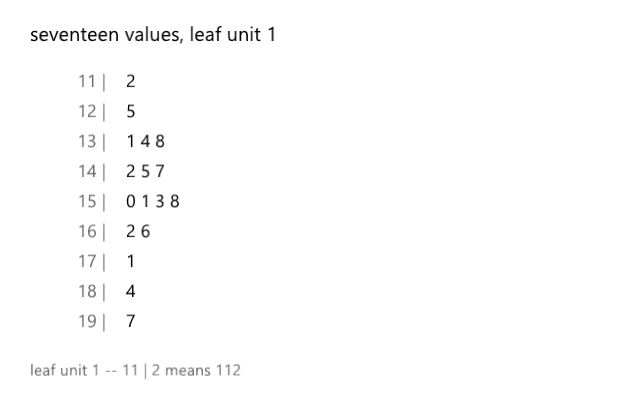 seventeen values, leaf unit 1
11 | 2
12 | 5
13 | 1 4 8
14 | 2 5 7
15 | 0 1 3 8
16 | 2 6
17 | 1
18 | 4
19 | 7
leaf unit 1 -- 11 | 2 means 112